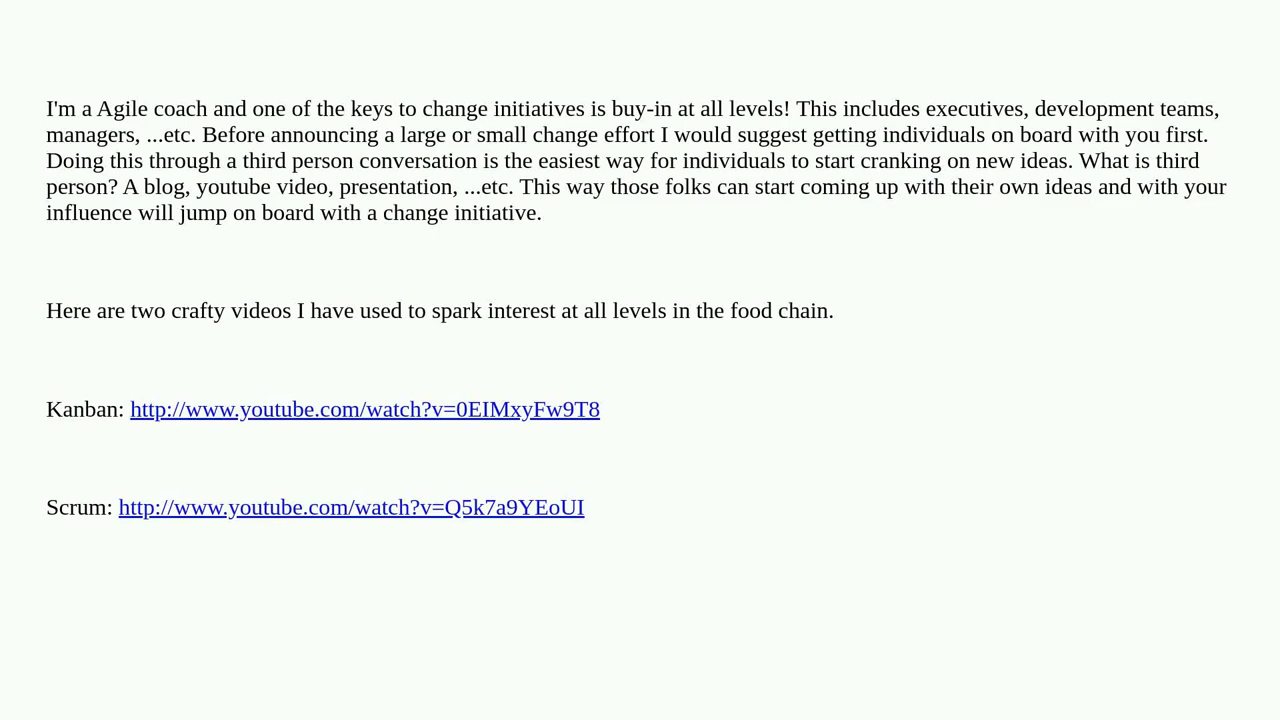 I'm a Agile coach and one of the keys to change initiatives is buy-in at all levels! This includes executives, development teams,
managers, ...etc. Before announcing a large or small change effort I would suggest getting individuals on board with you first.
Doing this through a third person conversation is the easiest way for individuals to start cranking on new ideas. What is third
person? A blog, youtube video, presentation, ...etc. This way those folks can start coming up with their own ideas and with your
influence will jump on board with a change initiative.
Here are two crafty videos I have used to spark interest at all levels in the food chain.
Kanban: http://www.youtube.com/watch?v=0EIMxyFw9T8
Scrum: http://www.youtube.com/watch?v=Q5k7a9YEoUI